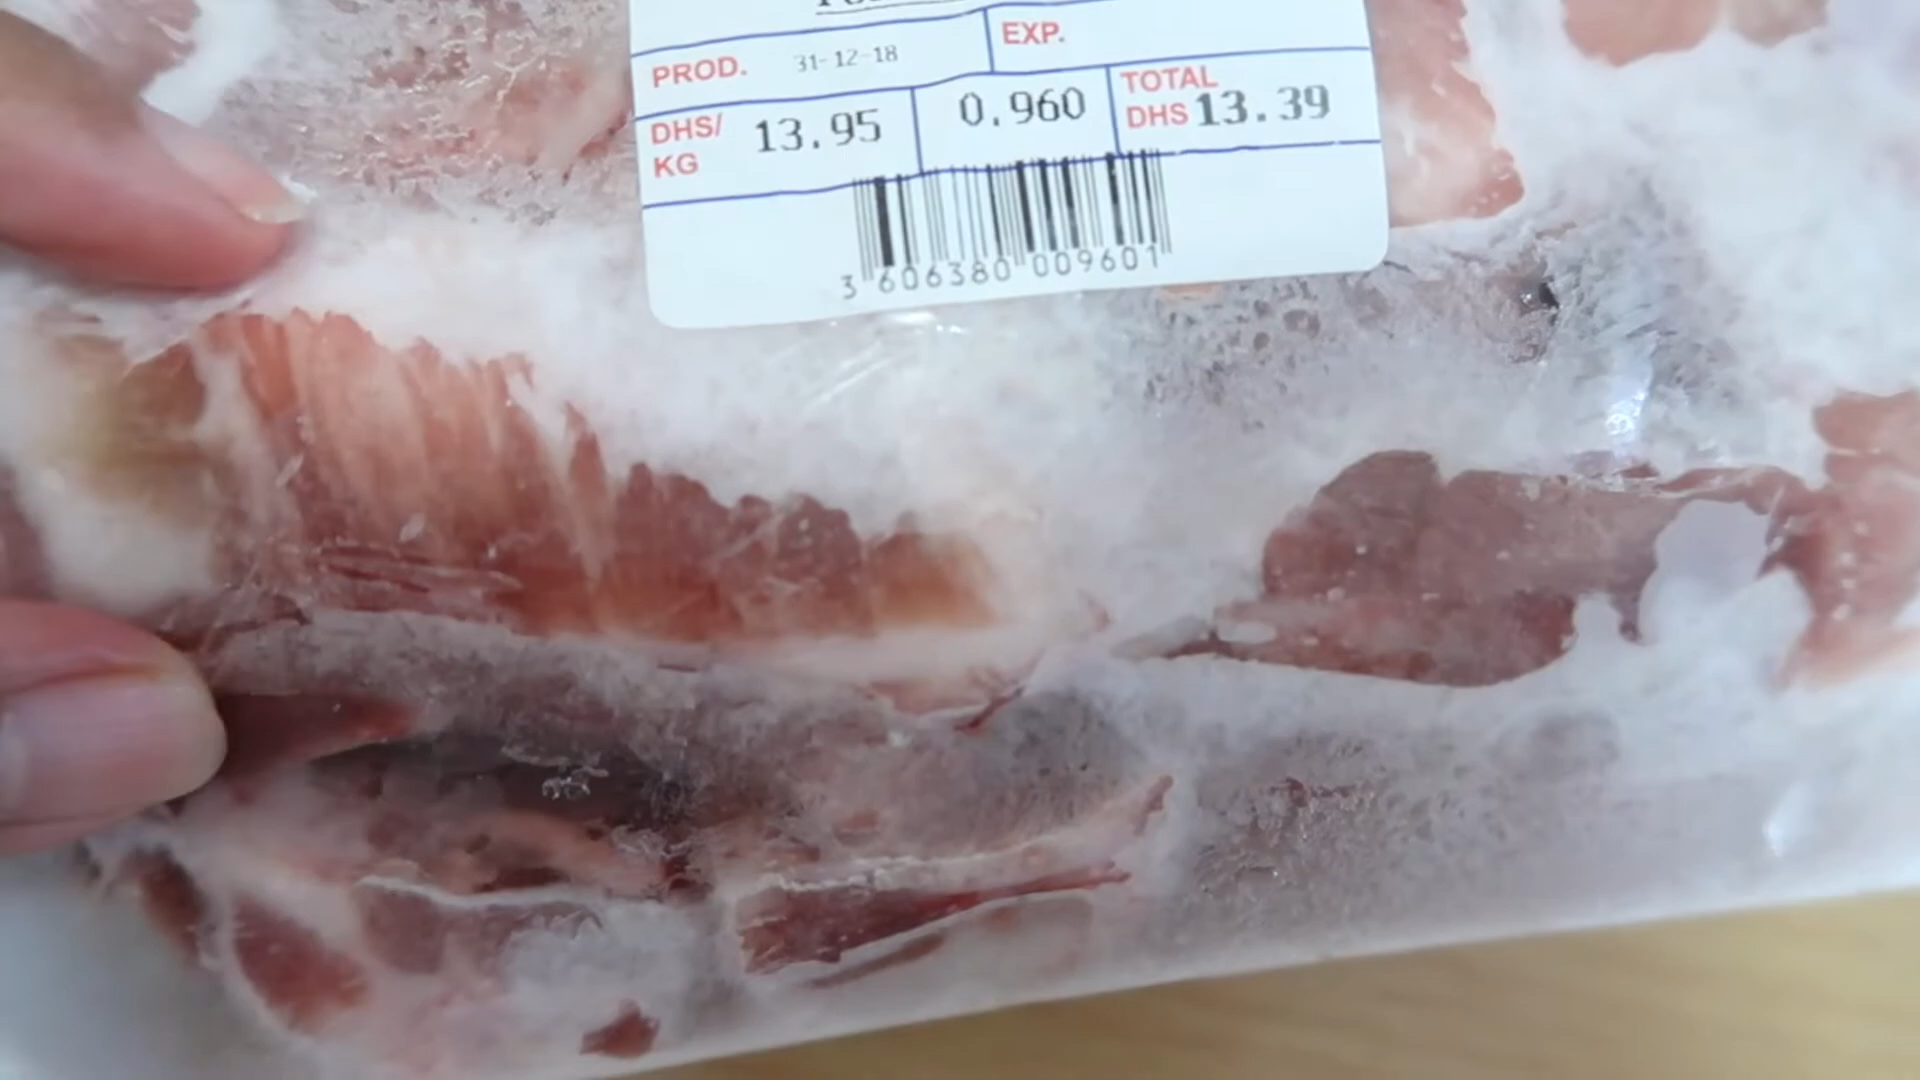 PROD. 31-12-18 EXP.
DHS/ KG 13.95 0.960 TOTAL DHS 13.39
3 606380 009601